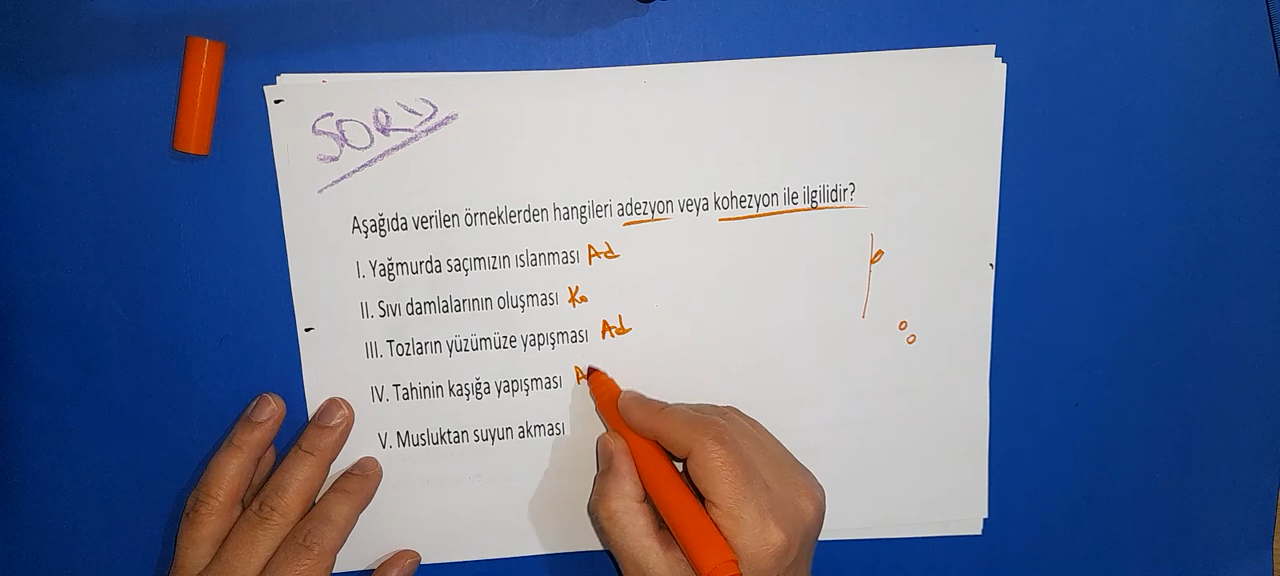 SORU
Aşağıda verilen örneklerden hangileri adezyon veya kohezyon ile ilgilidir?
I. Yağmurda saçımızın ıslanması Ad
II. Sıvı damlalarının oluşması Ko
III. Tozların yüzümüze yapışması Ad
IV. Tahinin kaşığa yapışması A
V. Musluktan suyun akması